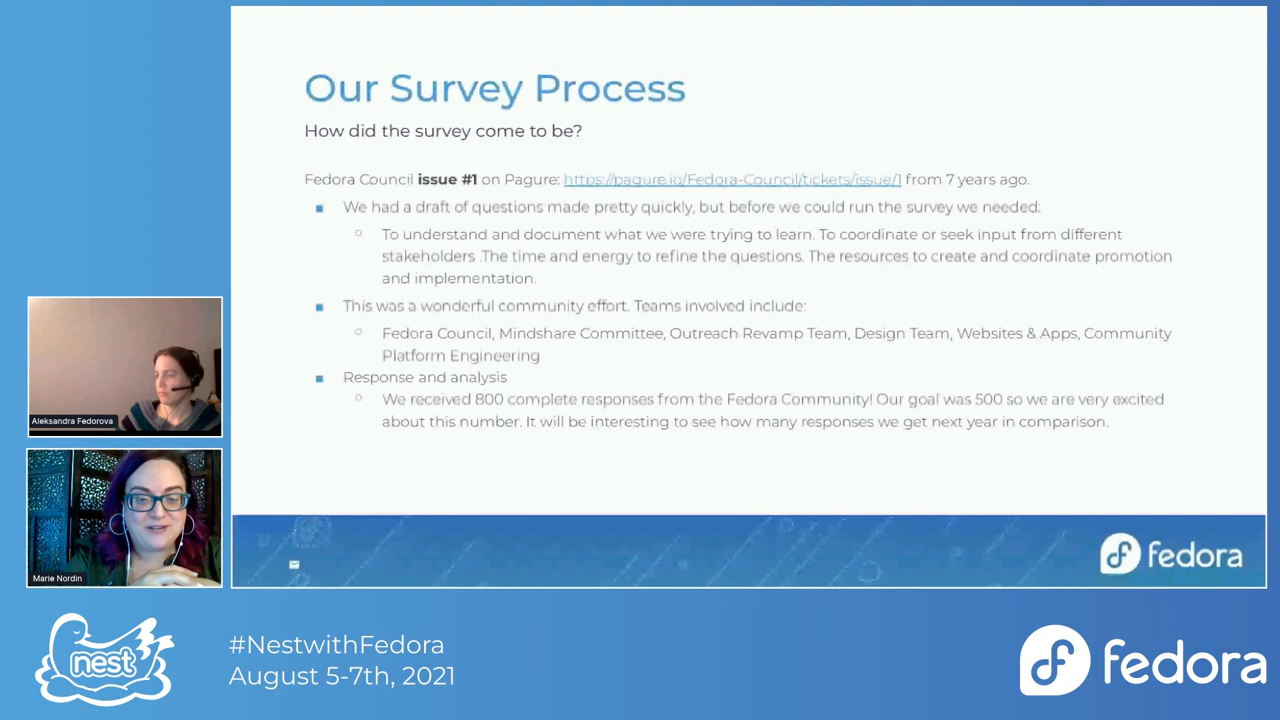 Our Survey Process
How did the survey come to be?
Fedora Council issue #1 on Pagure: https://pagure.io/Fedora-Council/tickets/issue/1 from 7 years ago.
We had a draft of questions made pretty quickly, but before we could run the survey we needed:
To understand and document what we were trying to learn. To coordinate or seek input from different
stakeholders .The time and energy to refine the questions. The resources to create and coordinate promotion
and implementation.
This was a wonderful community effort. Teams involved include:
Fedora Council, Mindshare Committee, Outreach Revamp Team, Design Team, Websites & Apps, Community
Platform Engineering
Response and analysis
We received 800 complete responses from the Fedora Community! Our goal was 500 so we are very excited
about this number. It will be interesting to see how many responses we get next year in comparison.
fedora
Aleksandra Fedorova
Marie Nordin
nest
#NestwithFedora
August 5-7th, 2021
fedora